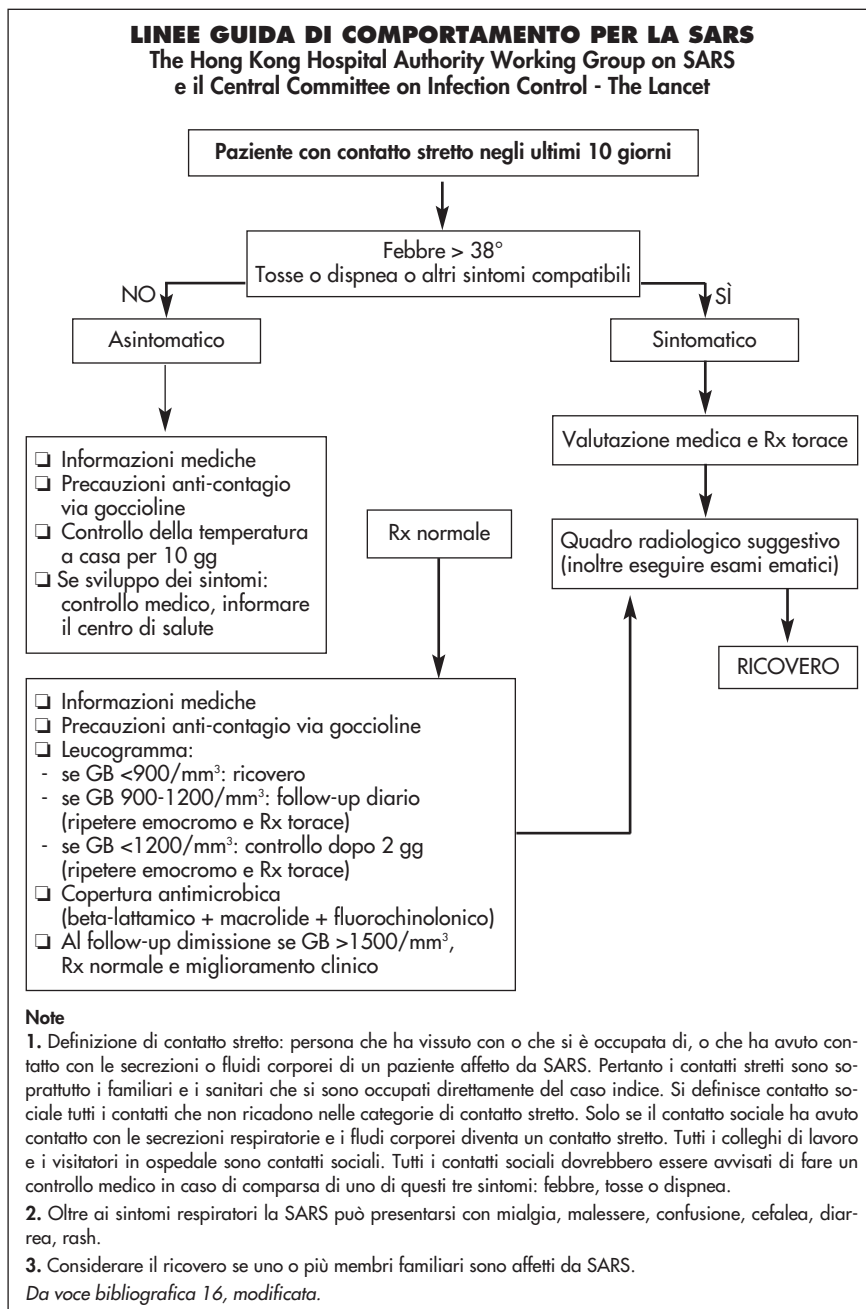 LINEE GUIDA DI COMPORTAMENTO PER LA SARS
The Hong Kong Hospital Authority Working Group on SARS
e il Central Committee on Infection Control - The Lancet
Paziente con contatto stretto negli ultimi 10 giorni
Febbre > 38°
Tosse o dispnea o altri sintomi compatibili
NO
SÌ
Asintomatico
Sintomatico
Valutazione medica e Rx torace
❏ Informazioni mediche
❏ Precauzioni anti-contagio
via goccioline
❏ Controllo della temperatura
a casa per 10 gg
❏ Se sviluppo dei sintomi:
controllo medico, informare
il centro di salute
Rx normale
Quadro radiologico suggestivo
(inoltre eseguire esami ematici)
RICOVERO
❏ Informazioni mediche
❏ Precauzioni anti-contagio via goccioline
❏ Leucogramma:
- se GB <900/mm³: ricovero
- se GB 900-1200/mm³: follow-up diario
(ripetere emocromo e Rx torace)
- se GB <1200/mm³: controllo dopo 2 gg
(ripetere emocromo e Rx torace)
❏ Copertura antimicrobica
(beta-lattamico + macrolide + fluorochinolonico)
❏ Al follow-up dimissione se GB >1500/mm³,
Rx normale e miglioramento clinico
Note
1. Definizione di contatto stretto: persona che ha vissuto con o che si è occupata di, o che ha avuto con-
tatto con le secrezioni o fluidi corporei di un paziente affetto da SARS. Pertanto i contatti stretti sono so-
prattutto i familiari e i sanitari che si sono occupati direttamente del caso indice. Si definisce contatto so-
ciale tutti i contatti che non ricadono nelle categorie di contatto stretto. Solo se il contatto sociale ha avuto
contatto con le secrezioni respiratorie e i fludi corporei diventa un contatto stretto. Tutti i colleghi di lavoro
e i visitatori in ospedale sono contatti sociali. Tutti i contatti sociali dovrebbero essere avvisati di fare un
controllo medico in caso di comparsa di uno di questi tre sintomi: febbre, tosse o dispnea.
2. Oltre ai sintomi respiratori la SARS può presentarsi con mialgia, malessere, confusione, cefalea, diar-
rea, rash.
3. Considerare il ricovero se uno o più membri familiari sono affetti da SARS.
Da voce bibliografica 16, modificata.